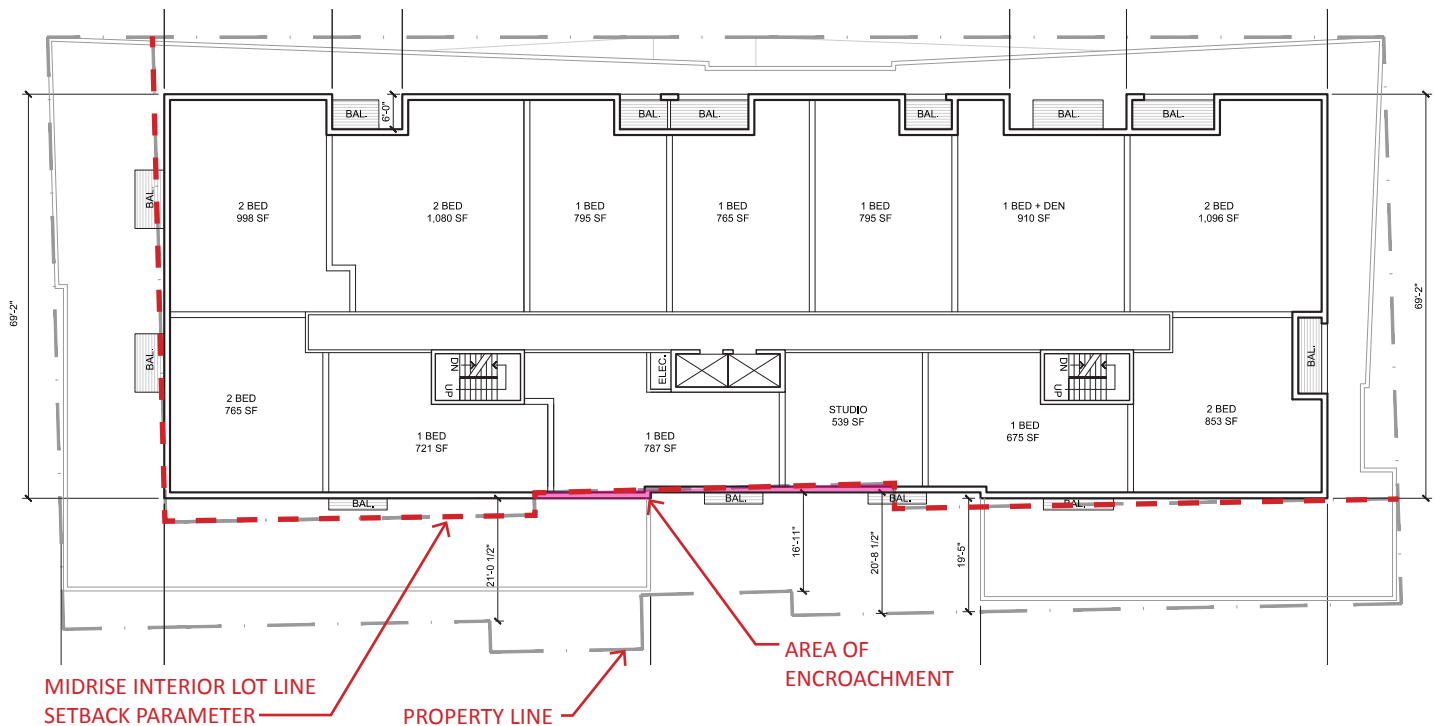 BAL.
6'-0"
BAL.
BAL.
BAL.
BAL.
BAL.
BAL.
2 BED
998 SF
2 BED
1,080 SF
1 BED
795 SF
1 BED
765 SF
1 BED
795 SF
1 BED + DEN
910 SF
2 BED
1,096 SF
69'-2"
69'-2"
BAL.
BAL.
DN
UP
ELEC.
DN
UP
2 BED
765 SF
1 BED
721 SF
1 BED
787 SF
STUDIO
539 SF
1 BED
675 SF
2 BED
853 SF
BAL.
BAL.
BAL.
BAL.
21'-0 1/2"
16'-11"
20'-8 1/2"
19'-5"
AREA OF
ENCROACHMENT
MIDRISE INTERIOR LOT LINE
SETBACK PARAMETER
PROPERTY LINE